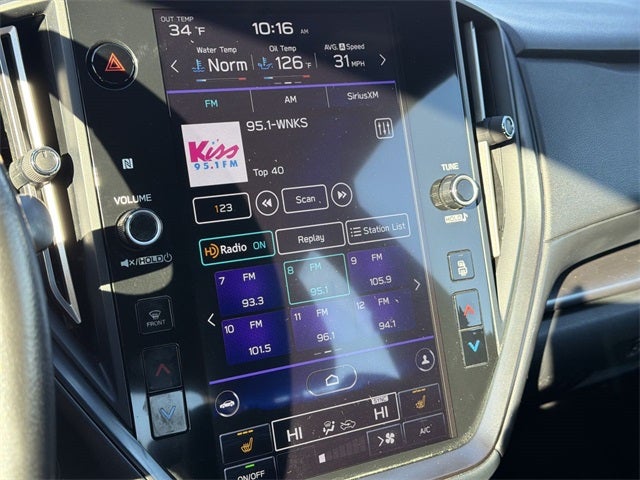 OUT TEMP
34 °F
10:16 AM
Water Temp
Norm
Oil Temp
126 °F
AVG. A Speed
31 MPH
FM
AM
SiriusXM
Kiss
95.1FM
95.1-WNKS
Top 40
123
Scan
HD Radio ON
Replay
Station List
7 FM
93.3
8 FM
95.1
9 FM
105.9
10 FM
101.5
11 FM
96.1
12 FM
94.1
VOLUME
HOLD
TUNE
HOLD
FRONT
HI
SYNC
HI
ON/OFF
A/C